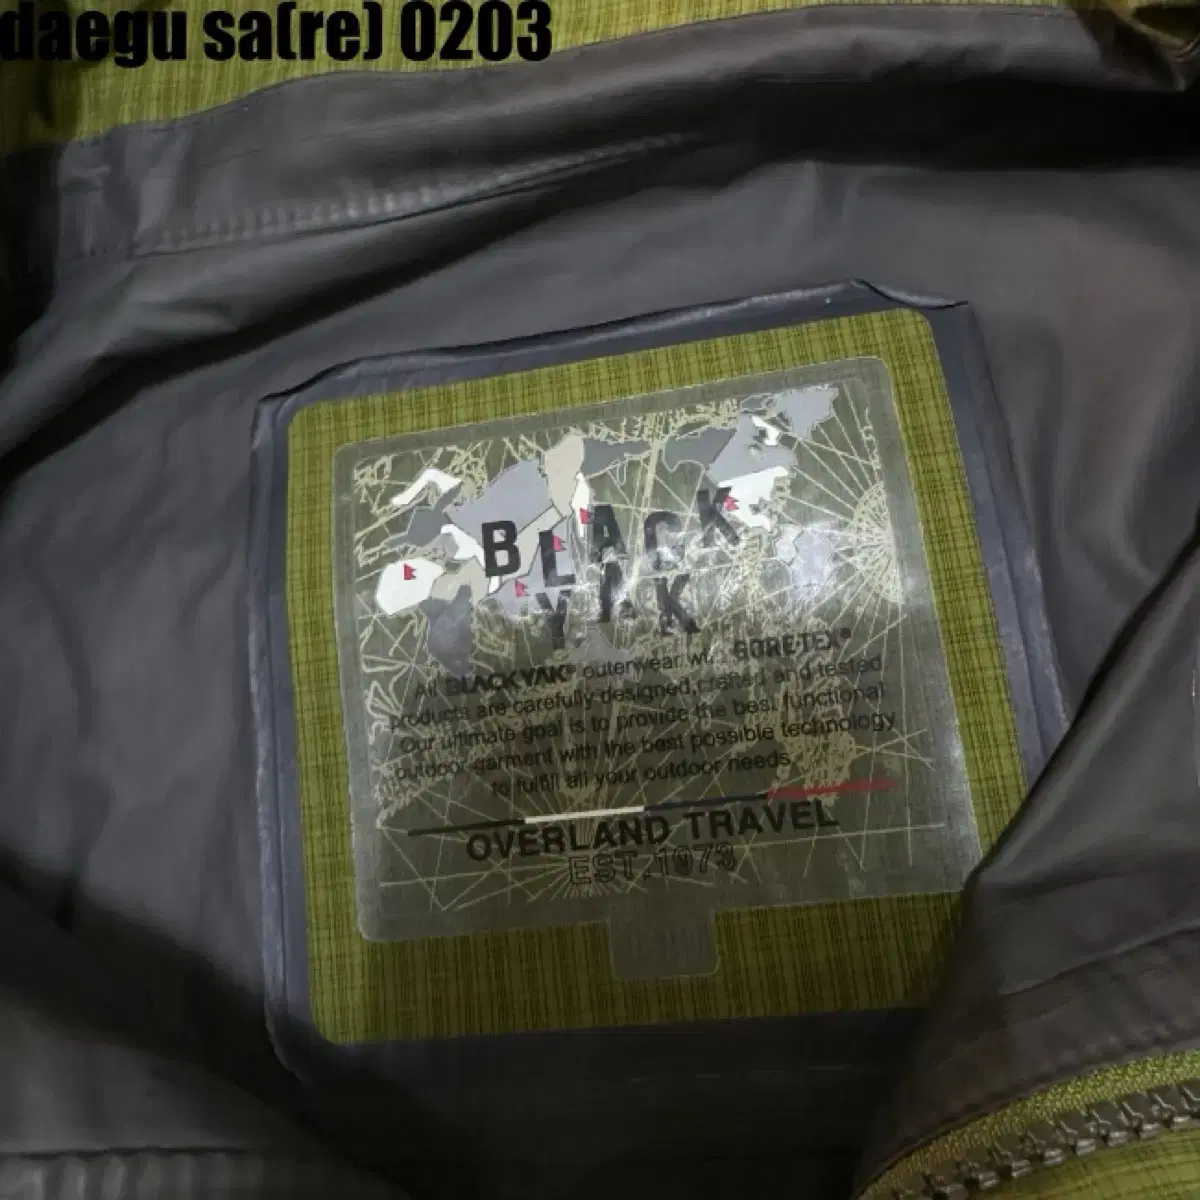 daegu sa(re) 0203
BLACK
YAK
All BLACKYAK® outerwear wi GORE-TEX®
products are carefully designed, crafted and tested
Our ultimate goal is to provide the best functional
outdoor garment with the best possible technology
to fulfill all your outdoor needs.
OVERLAND TRAVEL
EST.1973